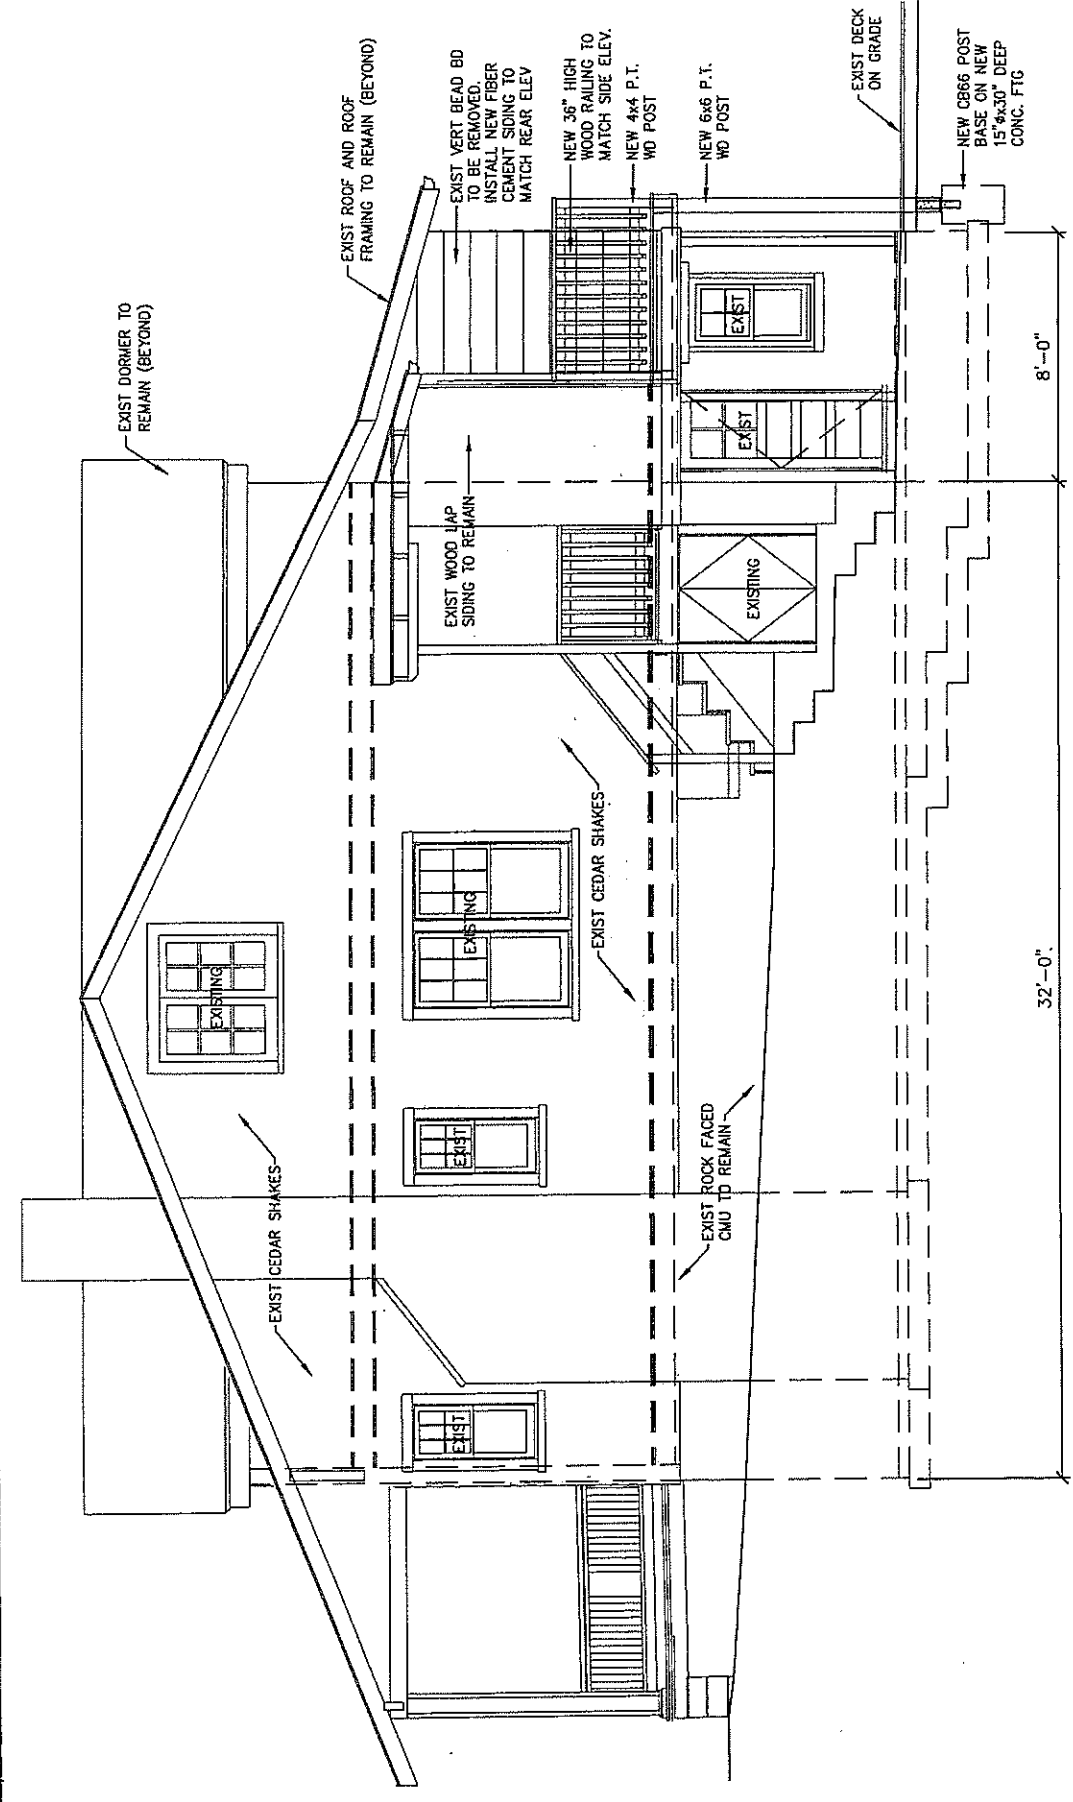 EXIST DORMER TO
REMAIN (BEYOND)
EXIST ROOF AND ROOF
FRAMING TO REMAIN (BEYOND)
EXIST VERT BEAD BD
TO BE REMOVED.
INSTALL NEW FIBER
CEMENT SIDING TO
MATCH REAR ELEV
NEW 36" HIGH
WOOD RAILING TO
MATCH SIDE ELEV.
NEW 4x4 P.T.
WD POST
NEW 6x6 P.T.
WD POST
EXIST DECK
ON GRADE
NEW CB66 POST
BASE ON NEW
15"φx30" DEEP
CONC. FTG
EXISTING
EXIST CEDAR SHAKES
EXIST WOOD LAP
SIDING TO REMAIN
EXIST
EXIST
EXISTING
EXIST CEDAR SHAKES
EXISTING
EXIST
EXIST
EXIST ROCK FACED
CMU TO REMAIN
32'-0"
8'-0"